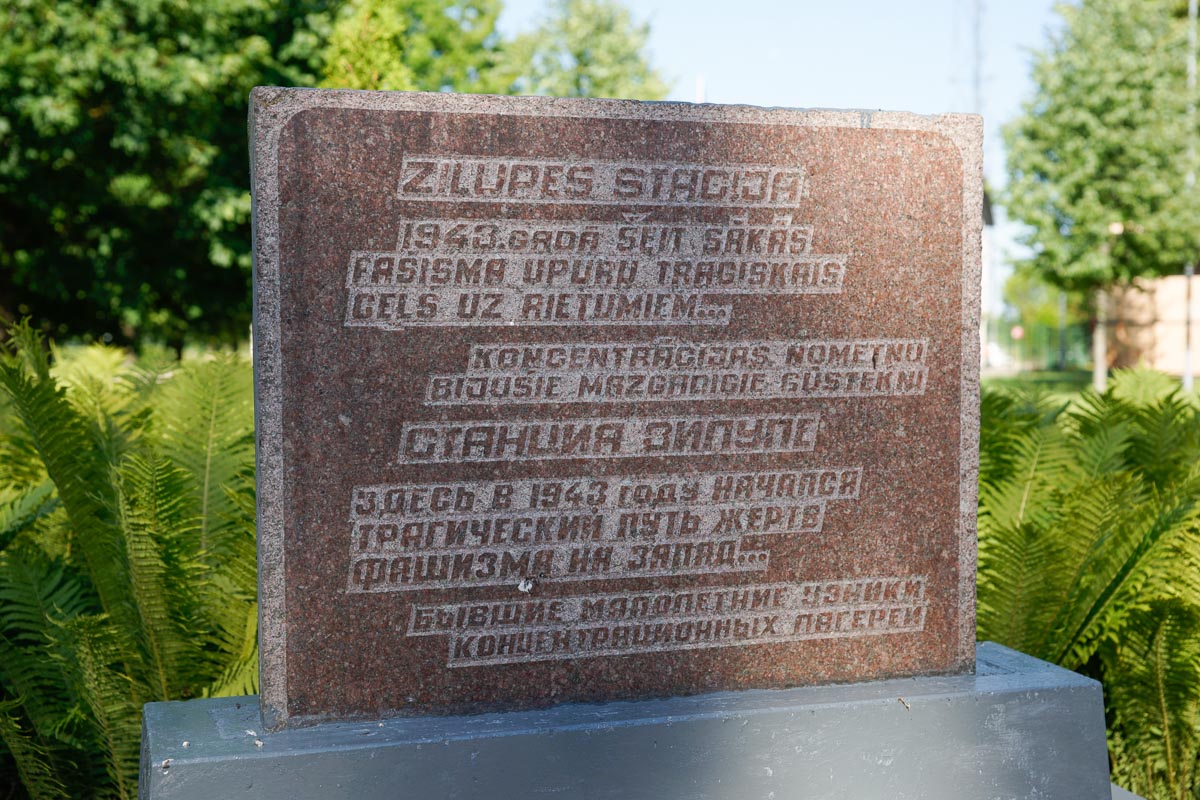 ZILUPES STACIJA
1943.GADĀ ŠEIT SĀKĀS
FAŠISMA UPURU TRAĢISKAIS
CEĻŠ UZ RIETUMIEM...
KONCENTRĀCIJAS NOMETŅU
BIJUŠIE MAZGADĪGIE GŪSTEKŅI
СТАНЦИЯ ЗИЛУПЕ
ЗДЕСЬ В 1943 ГОДУ НАЧАЛСЯ
ТРАГИЧЕСКИЙ ПУТЬ ЖЕРТВ
ФАШИЗМА НА ЗАПАД...
БЫВШИЕ МАЛОЛЕТНИЕ УЗНИКИ
КОНЦЕНТРАЦИОННЫХ ЛАГЕРЕЙ